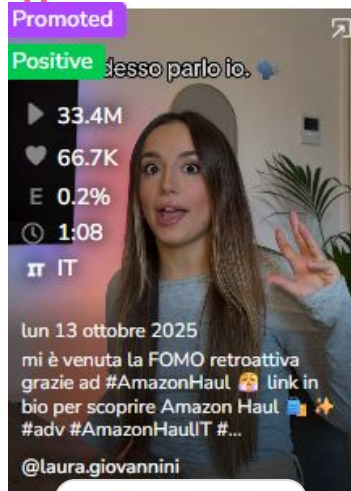 Promoted
Positive
desso parlo io. 🗣️
33.4M
66.7K
E 0.2%
1:08
IT IT
lun 13 ottobre 2025
mi è venuta la FOMO retroattiva
grazie ad #AmazonHaul 😤 link in
bio per scoprire Amazon Haul 🛍️ ✨
#adv #AmazonHaulIT #...
@laura.giovannini